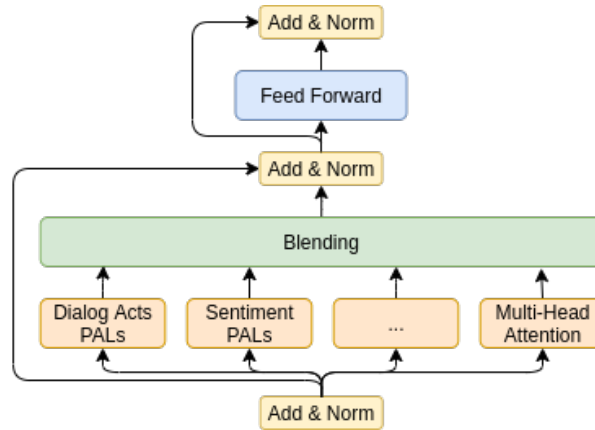 Add & Norm
Feed Forward
Add & Norm
Blending
Dialog Acts
PALs
Sentiment
PALs
...
Multi-Head
Attention
Add & Norm